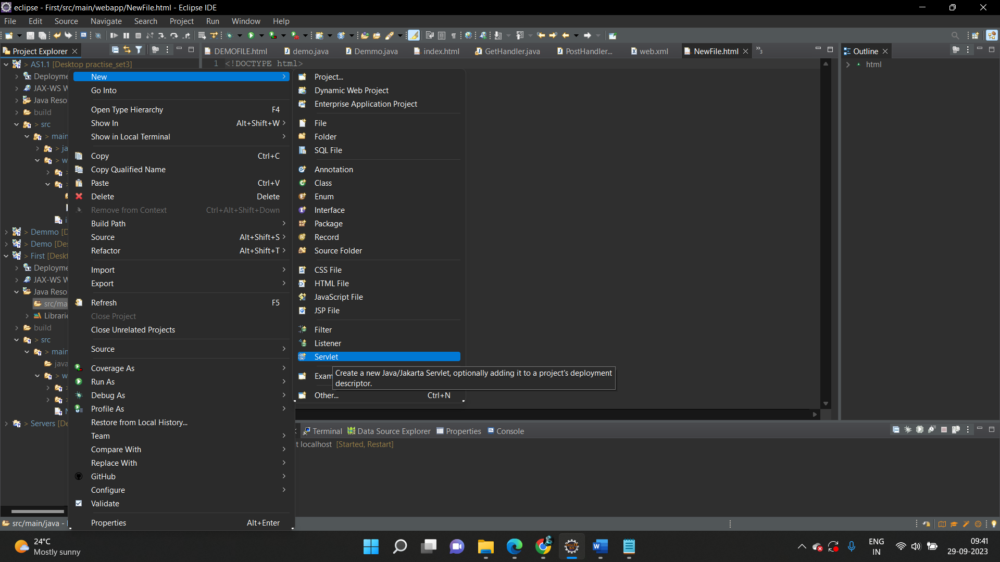 eclipse - First/src/main/webapp/NewFile.html - Eclipse IDE
File Edit Source Navigate Search Project Run Window Help
Project Explorer
DEMOFILE.html demo.java Demmo.java index.html GetHandler.java PostHandler... web.xml NewFile.html 3
Outline
> AS1.1 [Desktop practise_set3]
Deployme
JAX-WS W
Java Reso
build
> src
> main
> ja
> w
>
>
i
> Demmo [D
> Demo [Des
> First [Deskt
Deployme
JAX-WS W
Java Reso
src/ma
Librarie
build
> src
> main
java
> w
>
>
N
> Servers [De
1 <!DOCTYPE html>
html
New
Go Into
Open Type Hierarchy F4
Show In Alt+Shift+W
Show in Local Terminal
Copy Ctrl+C
Copy Qualified Name
Paste Ctrl+V
Delete Delete
Remove from Context Ctrl+Alt+Shift+Down
Build Path
Source Alt+Shift+S
Refactor Alt+Shift+T
Import
Export
Refresh F5
Close Project
Close Unrelated Projects
Source
Coverage As
Run As
Debug As
Profile As
Restore from Local History...
Team
Compare With
Replace With
GitHub
Configure
Validate
Properties Alt+Enter
Project...
Dynamic Web Project
Enterprise Application Project
File
Folder
SQL File
Annotation
Class
Enum
Interface
Package
Record
Source Folder
CSS File
HTML File
JavaScript File
JSP File
Filter
Listener
Servlet
Exam
Other... Ctrl+N
Create a new Java/Jakarta Servlet, optionally adding it to a project's deployment
descriptor.
Terminal Data Source Explorer Properties Console
t localhost [Started, Restart]
src/main/java -
24°C
Mostly sunny
ENG
IN
09:41
29-09-2023